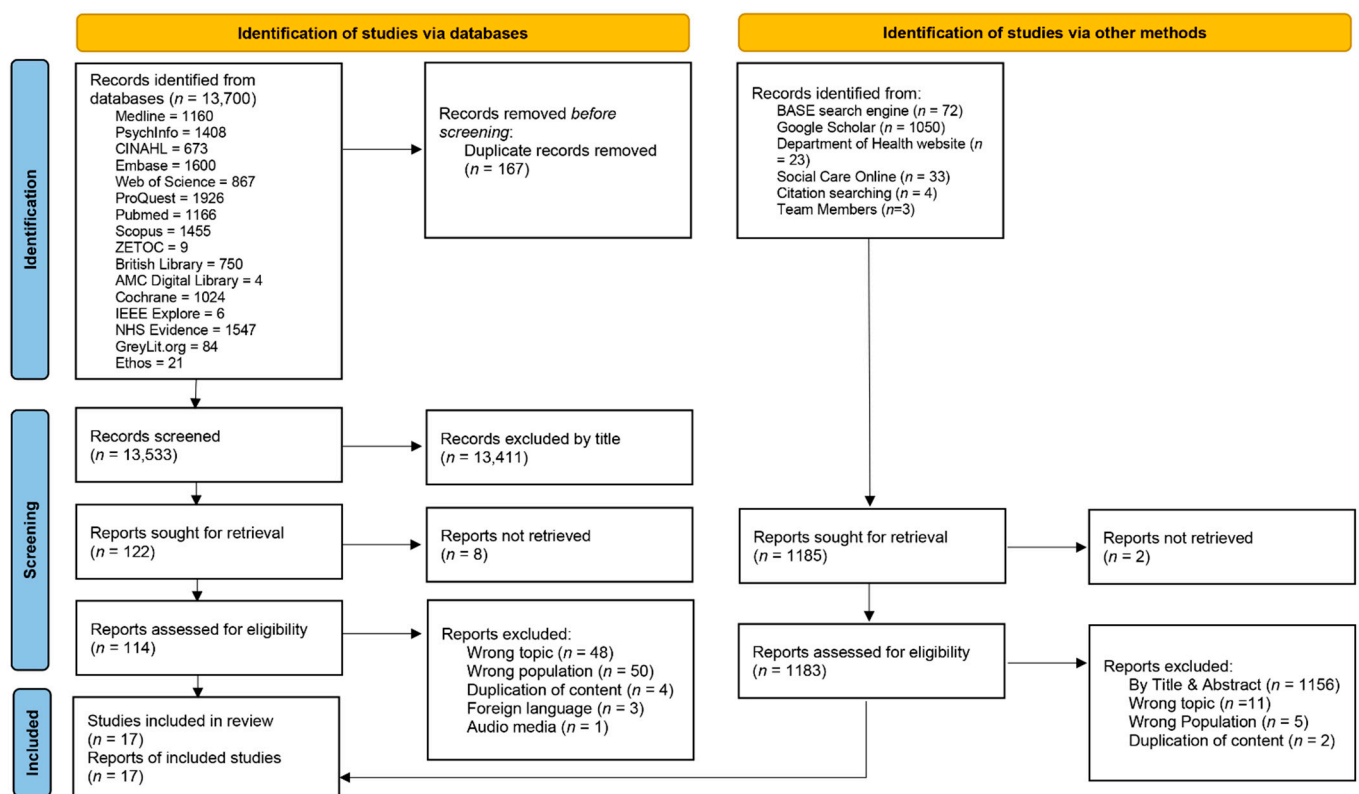 Identification of studies via databases
Identification of studies via other methods
Identification
Records identified from
databases (n = 13,700)
Medline = 1160
PsychInfo = 1408
CINAHL = 673
Embase = 1600
Web of Science = 867
ProQuest = 1926
Pubmed = 1166
Scopus = 1455
ZETOC = 9
British Library = 750
AMC Digital Library = 4
Cochrane = 1024
IEEE Explore = 6
NHS Evidence = 1547
GreyLit.org = 84
Ethos = 21
Records removed before
screening:
Duplicate records removed
(n = 167)
Records identified from:
BASE search engine (n = 72)
Google Scholar (n = 1050)
Department of Health website (n
= 23)
Social Care Online (n = 33)
Citation searching (n = 4)
Team Members (n=3)
Screening
Records screened
(n = 13,533)
Records excluded by title
(n = 13,411)
Reports sought for retrieval
(n = 122)
Reports not retrieved
(n = 8)
Reports sought for retrieval
(n = 1185)
Reports not retrieved
(n = 2)
Reports assessed for eligibility
(n = 114)
Reports excluded:
Wrong topic (n = 48)
Wrong population (n = 50)
Duplication of content (n = 4)
Foreign language (n = 3)
Audio media (n = 1)
Reports assessed for eligibility
(n = 1183)
Reports excluded:
By Title & Abstract (n = 1156)
Wrong topic (n =11)
Wrong Population (n = 5)
Duplication of content (n = 2)
Included
Studies included in review
(n = 17)
Reports of included studies
(n = 17)